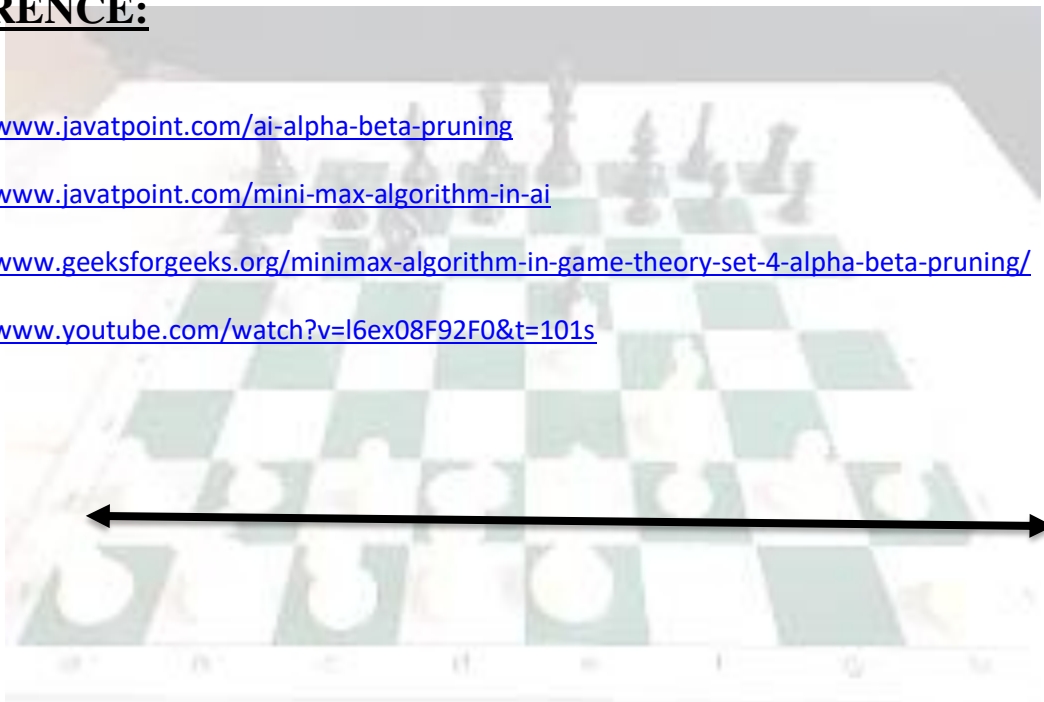 RENCE:
www.javatpoint.com/ai-alpha-beta-pruning
www.javatpoint.com/mini-max-algorithm-in-ai
www.geeksforgeeks.org/minimax-algorithm-in-game-theory-set-4-alpha-beta-pruning/
www.youtube.com/watch?v=l6ex08F92F0&t=101s